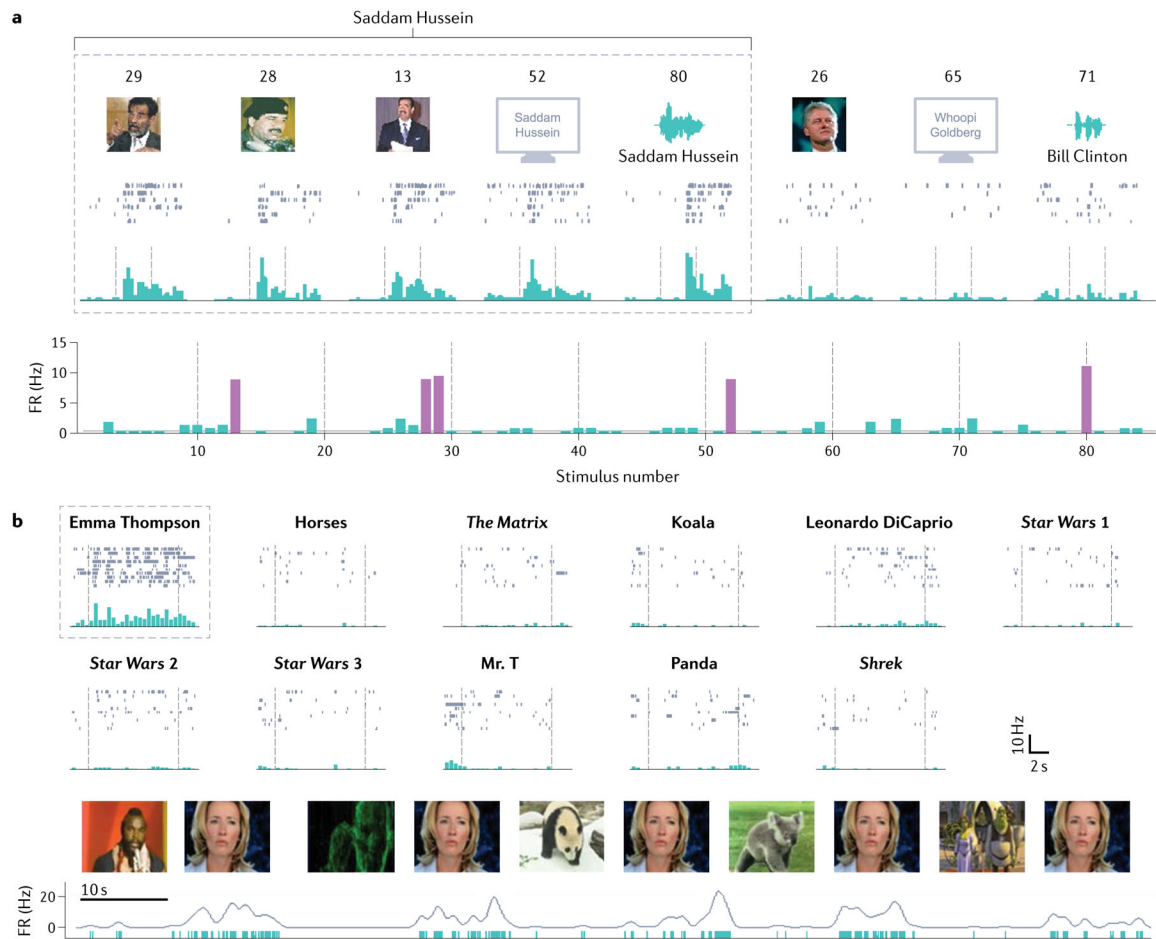 a
Saddam Hussein
29 28 13 52 80 26 65 71
Saddam
Hussein
Saddam Hussein
Whoopi
Goldberg
Bill Clinton
FR (Hz)
15
10
5
0
10 20 30 40 50 60 70 80
Stimulus number
b
Emma Thompson Horses The Matrix Koala Leonardo DiCaprio Star Wars 1
Star Wars 2 Star Wars 3 Mr. T Panda Shrek
10 Hz
2 s
10 s
FR (Hz)
20
0